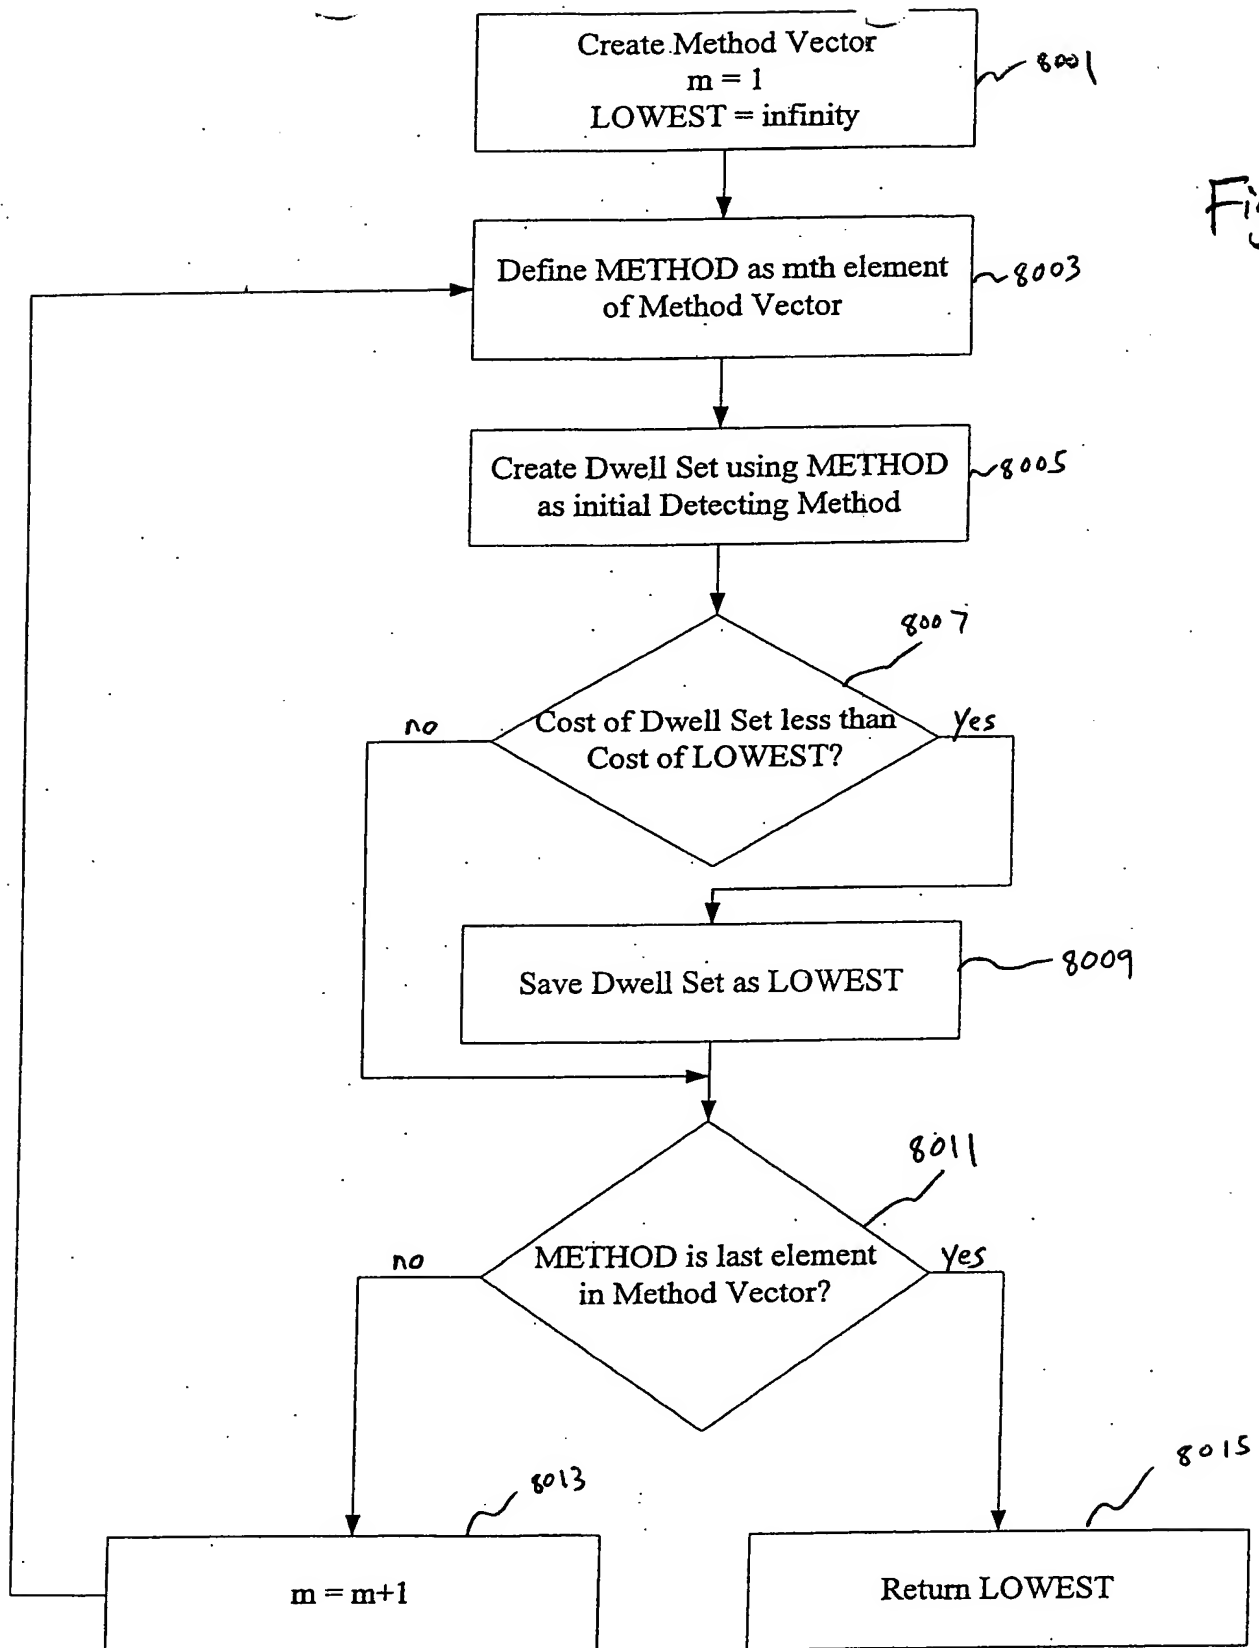 Create Method Vector
m = 1
LOWEST = infinity
8001
Define METHOD as mth element
of Method Vector
8003
Create Dwell Set using METHOD
as initial Detecting Method
8005
8007
Cost of Dwell Set less than
Cost of LOWEST?
no
Yes
Save Dwell Set as LOWEST
8009
8011
METHOD is last element
in Method Vector?
no
Yes
8013
m = m+1
8015
Return LOWEST